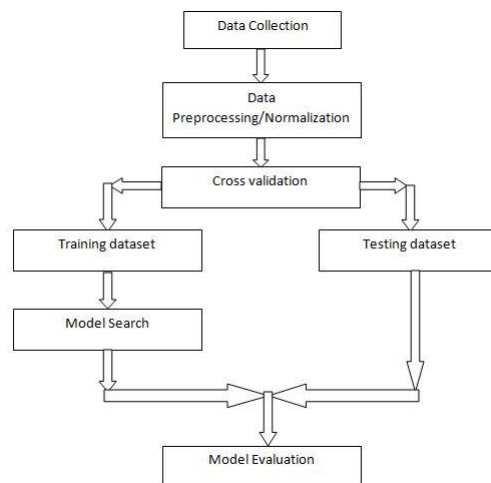 Data Collection
Data
Preprocessing/Normalization
Cross validation
Training dataset
Testing dataset
Model Search
Model Evaluation